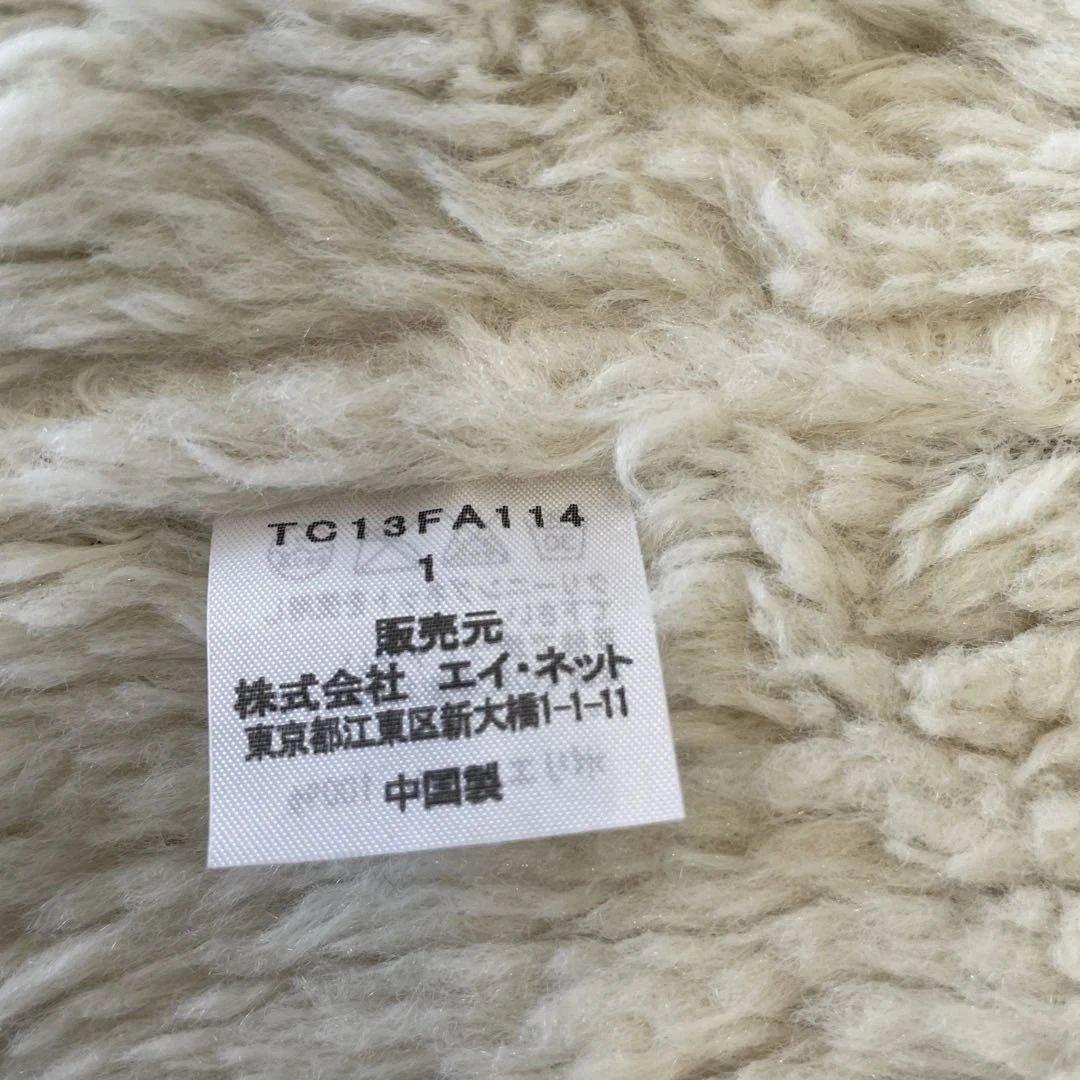 TC13FA114
1
販売元
株式会社 エイ・ネット
東京都江東区新大橋1-1-11
中国製